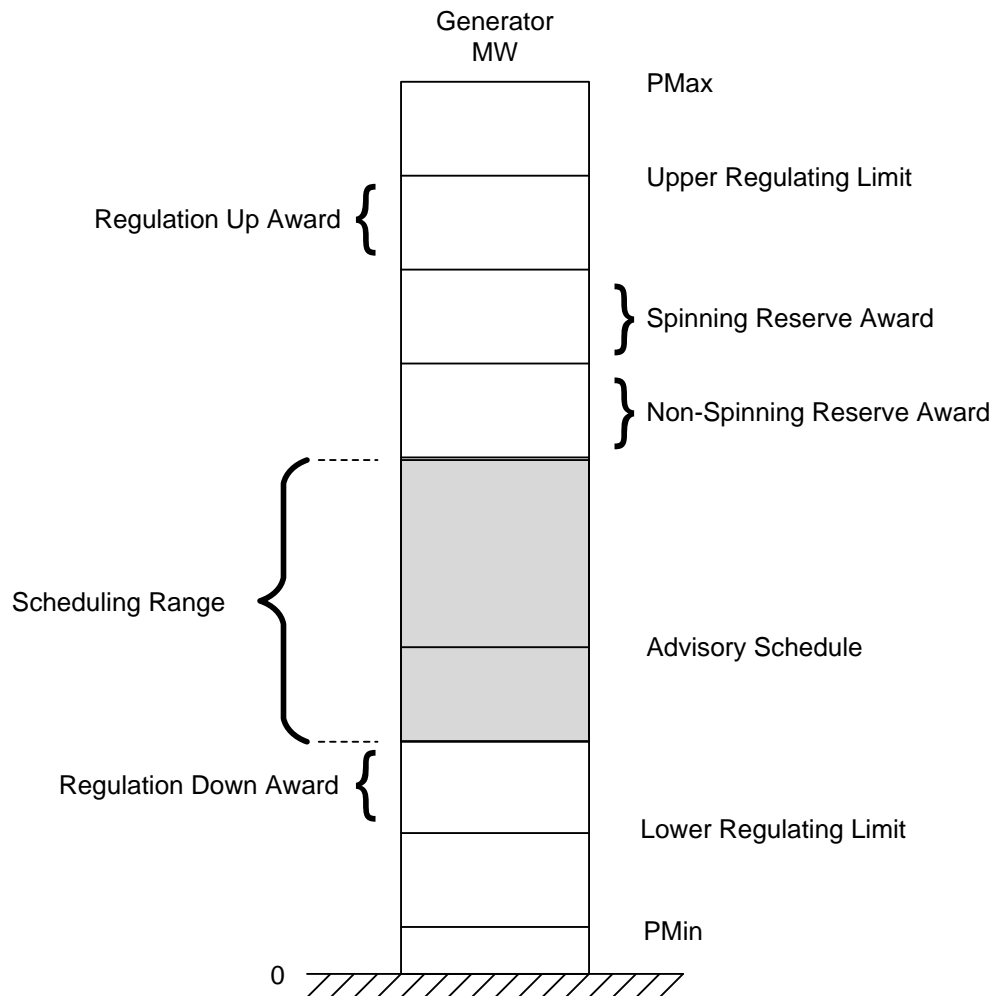 Generator
MW
PMax
Upper Regulating Limit
Regulation Up Award
Spinning Reserve Award
Non-Spinning Reserve Award
Scheduling Range
Advisory Schedule
Regulation Down Award
Lower Regulating Limit
PMin
0